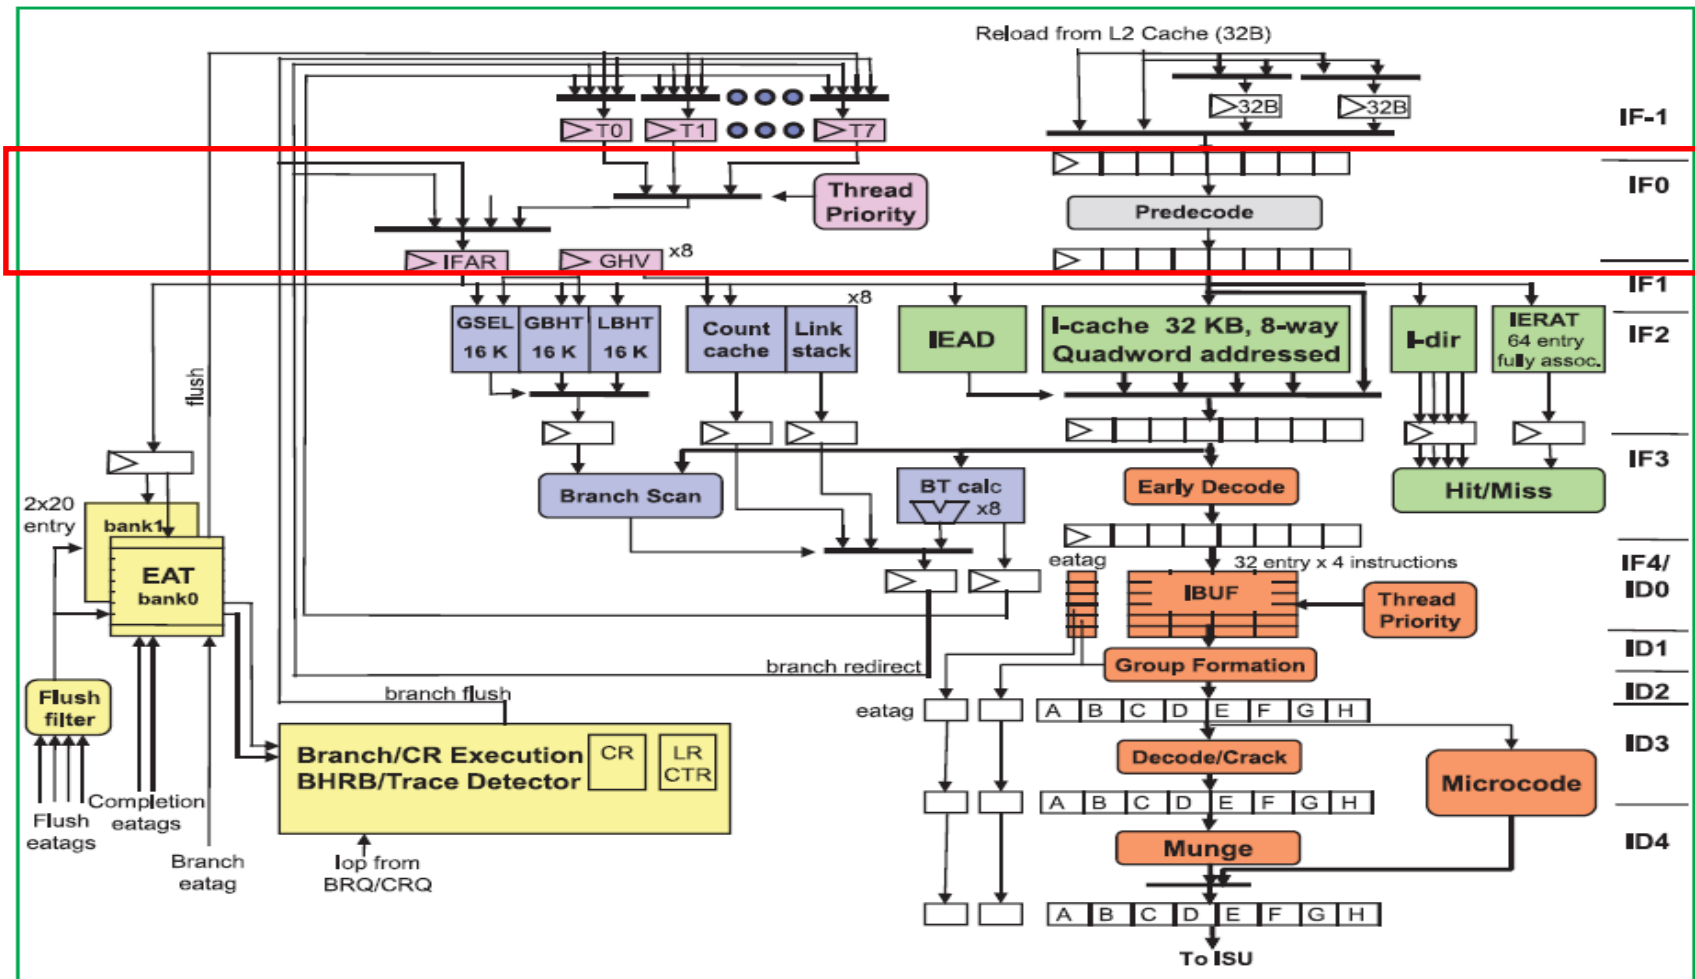 Reload from L2 Cache (32B)
32B
32B
IF-1
T0
T1
T7
IF0
Thread
Priority
Predecode
IFAR
GHV
x8
IF1
x8
GSEL
16 K
GBHT
16 K
LBHT
16 K
Count
cache
Link
stack
IEAD
I-cache 32 KB, 8-way
Quadword addressed
I-dir
IERAT
64 entry
fully assoc.
IF2
flush
IF3
Branch Scan
BT calc
x8
Early Decode
Hit/Miss
2x20
entry
bank1
EAT
bank0
eatag
32 entry x 4 instructions
IBUF
Thread
Priority
IF4/
ID0
ID1
branch redirect
Group Formation
Flush
filter
branch flush
eatag
A B C D E F G H
ID2
Branch/CR Execution
BHRB/Trace Detector
CR
LR
CTR
Decode/Crack
Microcode
ID3
Completion
eatags
Flush
eatags
A B C D E F G H
Branch
eatag
Iop from
BRQ/CRQ
Munge
ID4
A B C D E F G H
To ISU